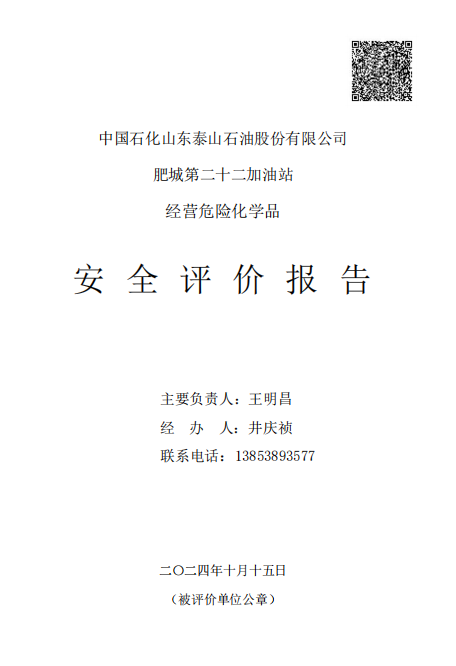 中国石化山东泰山石油股份有限公司
肥城第二十二加油站
经营危险化学品
安全评价报告
主要负责人：王明昌
经 办 人：井庆祯
联系电话：13853893577
二〇二四年十月十五日
（被评价单位公章）